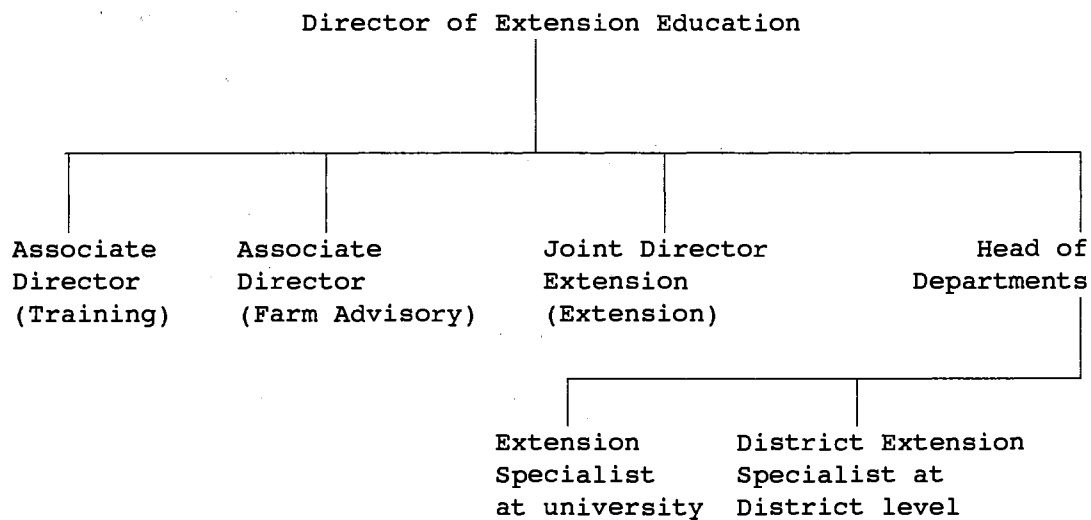 Director of Extension Education
Associate
Director
(Training)
Associate
Director
(Farm Advisory)
Joint Director
Extension
(Extension)
Head of
Departments
Extension
Specialist
at university
District Extension
Specialist at
District level